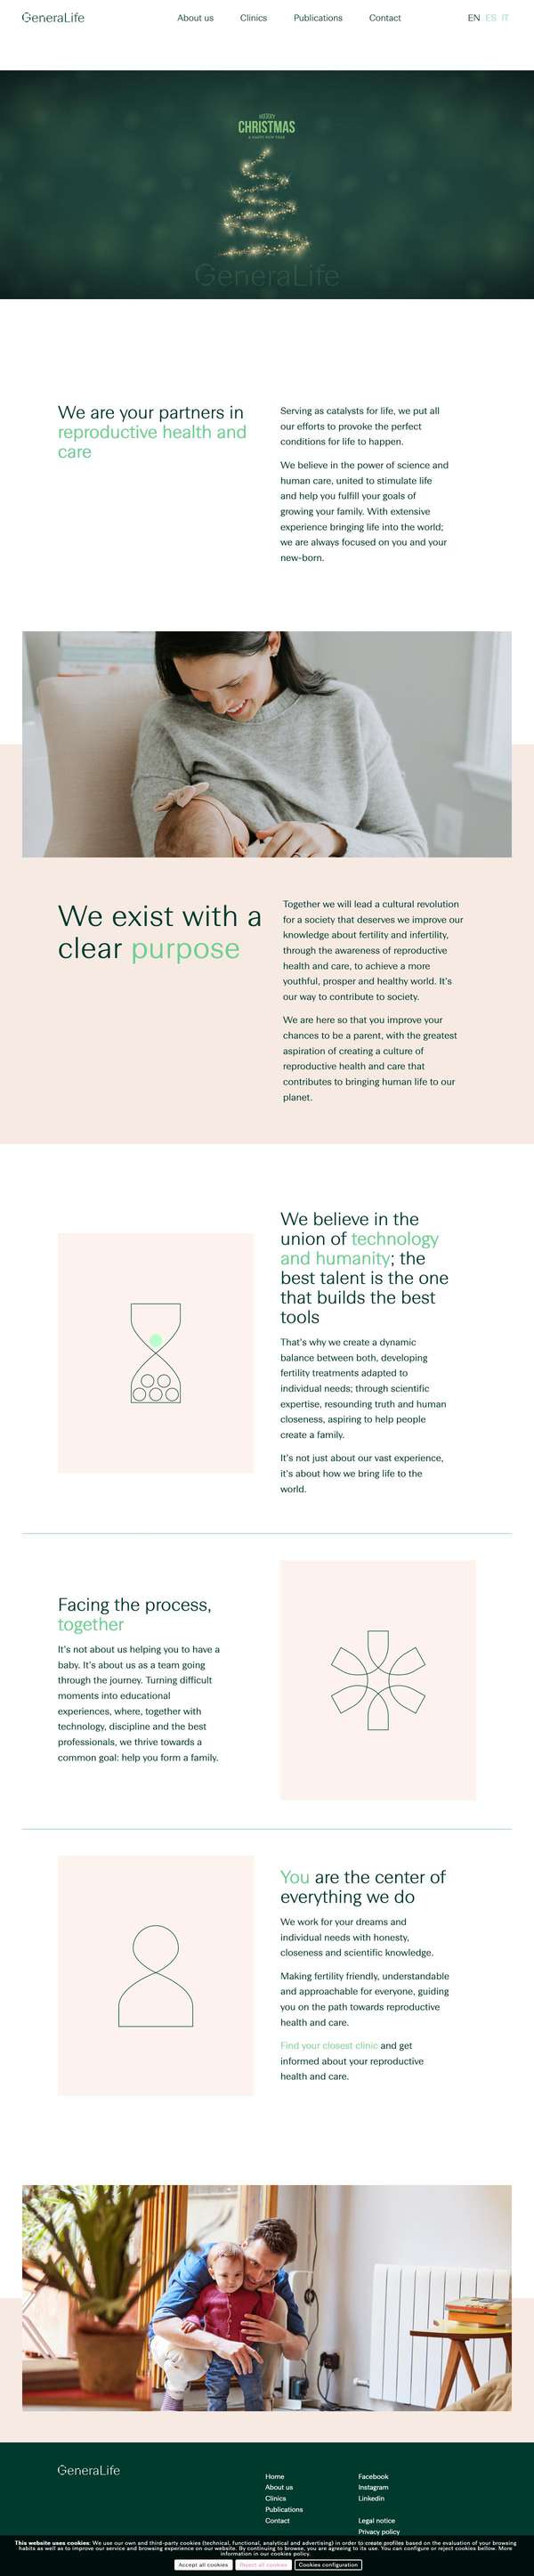 GeneraLife
About us Clinics Publications Contact
EN ES IT
MERRY
CHRISTMAS
& HAPPY NEW YEAR
GeneraLife
We are your partners in
reproductive health and
care
Serving as catalysts for life, we put all
our efforts to provoke the perfect
conditions for life to happen.
We believe in the power of science and
human care, united to stimulate life
and help you fulfill your goals of
growing your family. With extensive
experience bringing life into the world;
we are always focused on you and your
new-born.
We exist with a
clear purpose
Together we will lead a cultural revolution
for a society that deserves we improve our
knowledge about fertility and infertility,
through the awareness of reproductive
health and care, to achieve a more
youthful, prosper and healthy world. It's
our way to contribute to society.
We are here so that you improve your
chances to be a parent, with the greatest
aspiration of creating a culture of
reproductive health and care that
contributes to bringing human life to our
planet.
We believe in the
union of technology
and humanity; the
best talent is the one
that builds the best
tools
That's why we create a dynamic
balance between both, developing
fertility treatments adapted to
individual needs; through scientific
expertise, resounding truth and human
closeness, aspiring to help people
create a family.
It's not just about our vast experience,
it's about how we bring life to the
world.
Facing the process,
together
It's not about us helping you to have a
baby. It's about us as a team going
through the journey. Turning difficult
moments into educational
experiences, where, together with
technology, discipline and the best
professionals, we thrive towards a
common goal: help you form a family.
You are the center of
everything we do
We work for your dreams and
individual needs with honesty,
closeness and scientific knowledge.
Making fertility friendly, understandable
and approachable for everyone, guiding
you on the path towards reproductive
health and care.
Find your closest clinic and get
informed about your reproductive
health and care.
GeneraLife
Home
About us
Clinics
Publications
Contact
Facebook
Instagram
Linkedin
Legal notice
Privacy policy
This website uses cookies: We use our own and third-party cookies (technical, functional, analytical and advertising) in order to create profiles based on the evaluation of your browsing
habits as well as to improve our service and browsing experience on our website. By continuing to browse, you are agreeing to its use. You can configure or reject cookies bellow. More
information in our cookies policy.
Accept all cookies Reject all cookies Cookies configuration